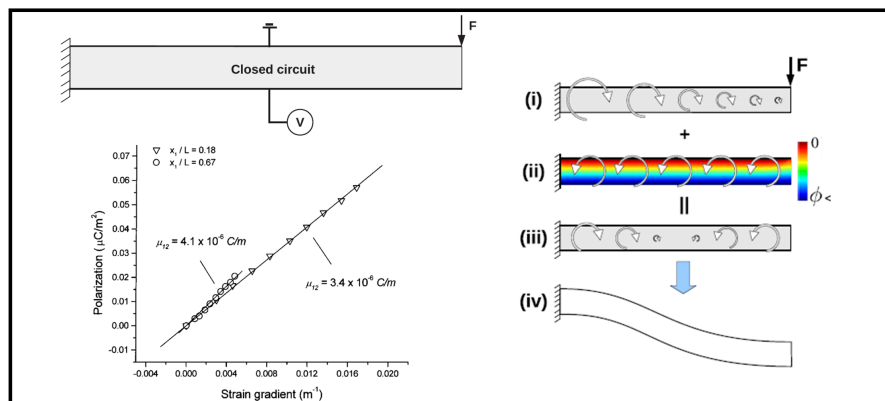 F
Closed circuit
V
▽ x1 / L = 0.18
○ x1 / L = 0.67
0.07
0.06
0.05
0.04
0.03
0.02
0.01
0.00
-0.01
Polarization ( μC/m²)
μ12 = 4.1 x 10⁻⁶ C/m
μ12 = 3.4 x 10⁻⁶ C/m
-0.004 0.000 0.004 0.008 0.012 0.016 0.020
Strain gradient (m⁻¹)
F
(i)
+
(ii)
0
ϕ <
=
(iii)
(iv)